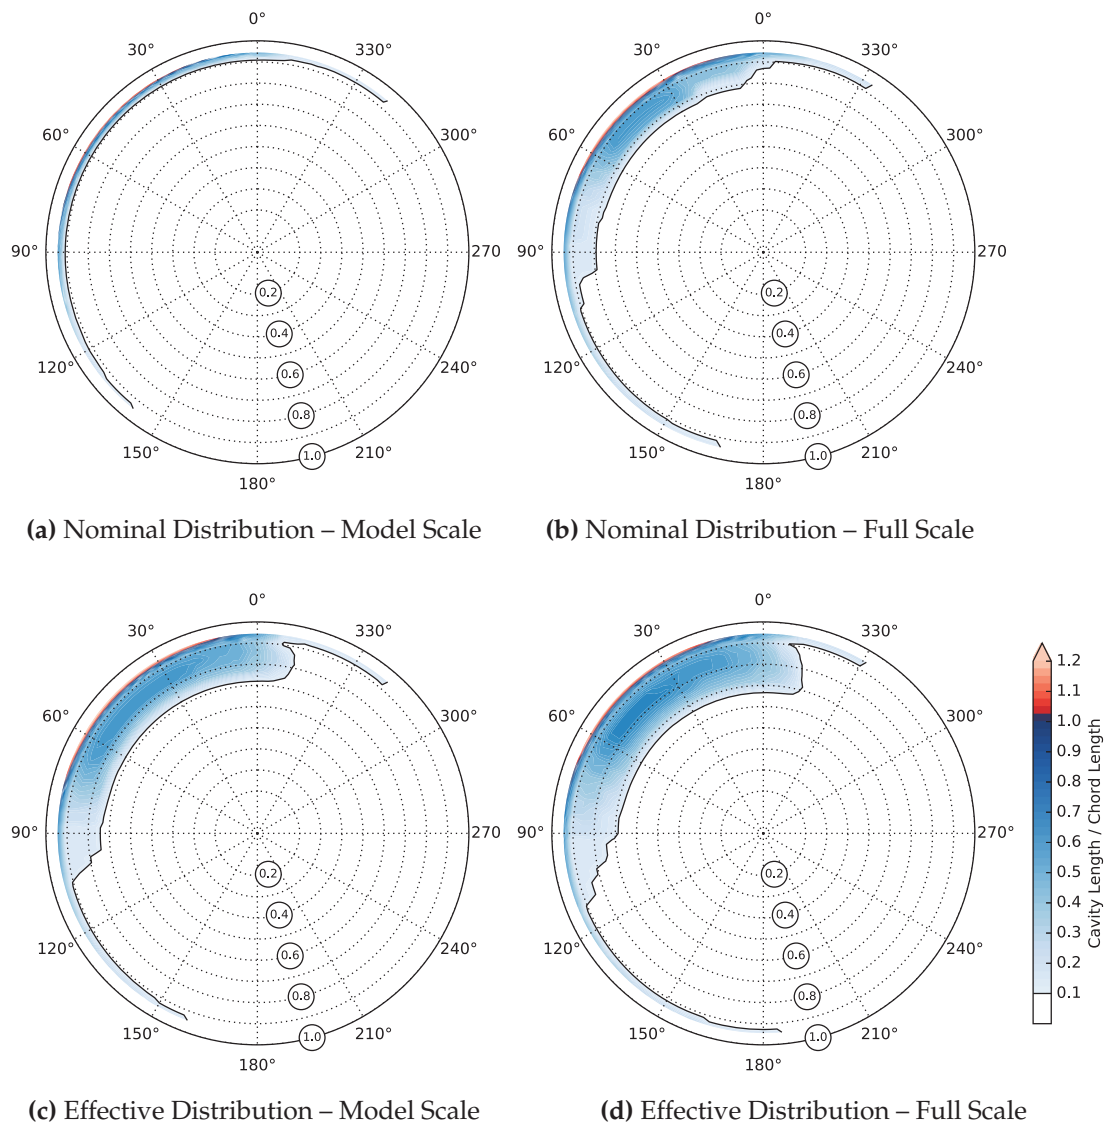 0° 0°
30° 330° 30° 330°
60° 300° 60° 300°
90° 270 90° 270
0.2 0.2
0.4 0.4
120° 0.6 240° 120° 0.6 240°
0.8 0.8
150° 1.0 210° 150° 1.0 210°
180° 180°
(a) Nominal Distribution – Model Scale (b) Nominal Distribution – Full Scale
0° 0°
30° 330° 30° 330°
60° 300° 60° 300°
90° 270 90° 270°
0.2 0.2
0.4 0.4
120° 0.6 240° 120° 0.6 240°
0.8 0.8
150° 1.0 210° 150° 1.0 210°
180° 180°
1.2
1.1
1.0
0.9
0.8
0.7
0.6
0.5
0.4
0.3
0.2
0.1
Cavity Length / Chord Length
(c) Effective Distribution – Model Scale (d) Effective Distribution – Full Scale